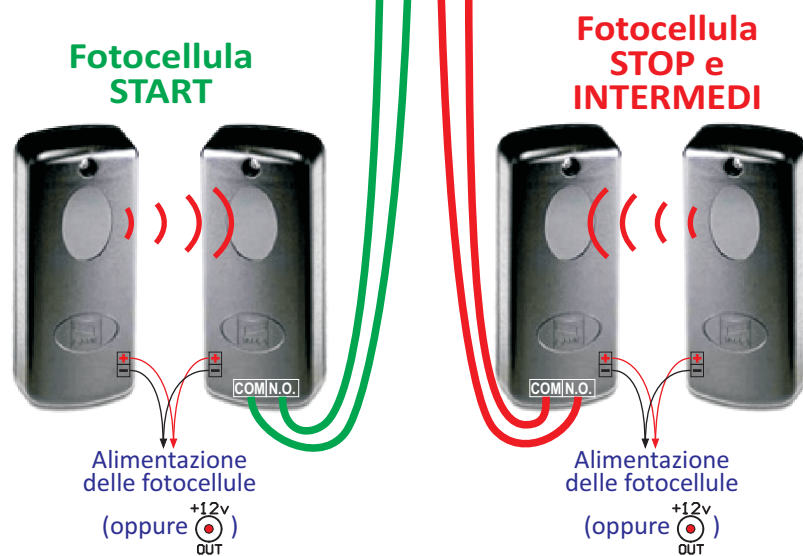 Fotocellula
START
Fotocellula
STOP e
INTERMEDI
+
−
+
−
COM N.O.
Alimentazione
delle fotocellule
(oppure +12v OUT )
+
−
+
−
COM N.O.
Alimentazione
delle fotocellule
(oppure +12v OUT )